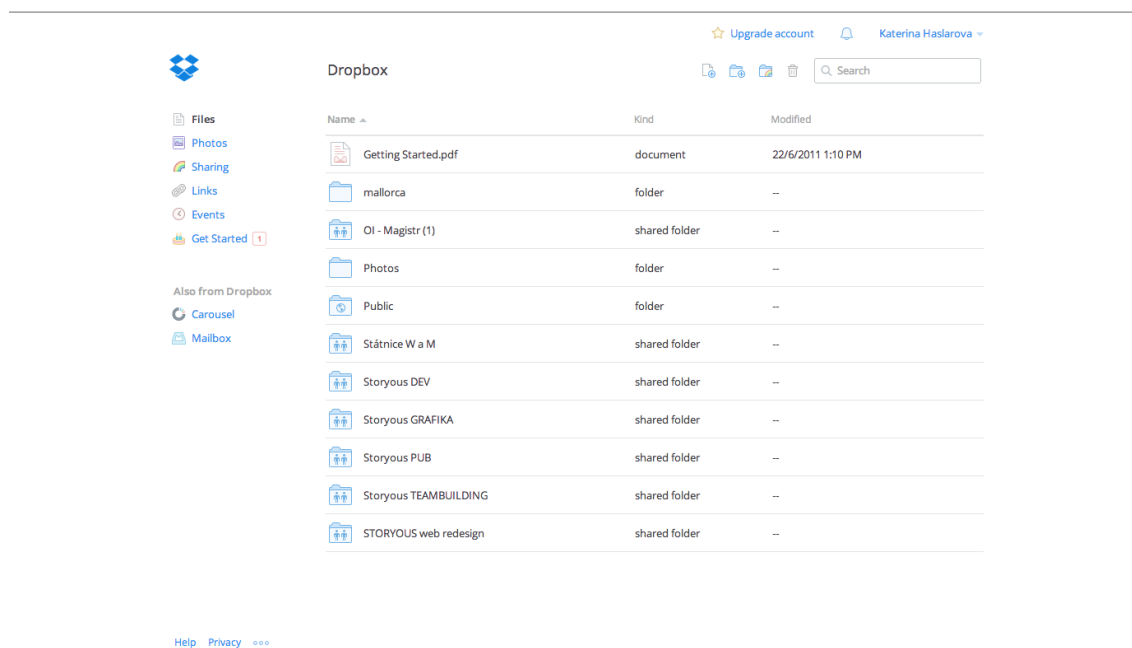 Upgrade account Katerina Haslarova
Dropbox Search
Files
Photos
Sharing
Links
Events
Get Started 1
Also from Dropbox
Carousel
Mailbox
Name Kind Modified
Getting Started.pdf document 22/6/2011 1:10 PM
mallorca folder --
OI - Magistr (1) shared folder --
Photos folder --
Public folder --
Státnice W a M shared folder --
Storyous DEV shared folder --
Storyous GRAFIKA shared folder --
Storyous PUB shared folder --
Storyous TEAMBUILDING shared folder --
STORYOUS web redesign shared folder --
Help Privacy